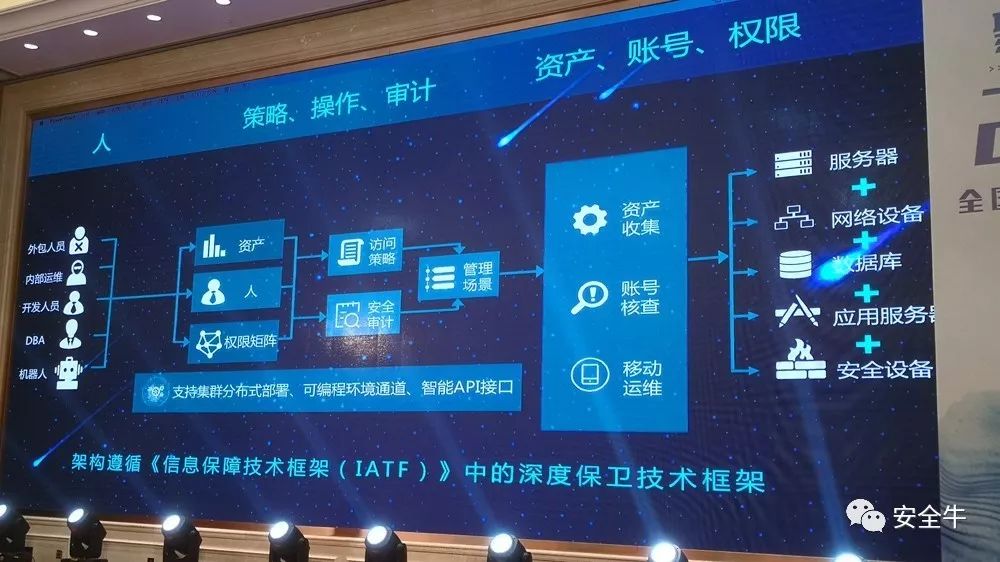 人
策略、操作、审计
资产、账号、权限
外包人员
内部运维
开发人员
DBA
机器人
资产
人
权限矩阵
访问
策略
安全
审计
管理
场景
支持集群分布式部署、可编程环境通道、智能API接口
资产
收集
账号
核查
移动
运维
服务器
网络设备
数据库
应用服务器
安全设备
架构遵循《信息保障技术框架（IATF）》中的深度保卫技术框架
全国
安全牛